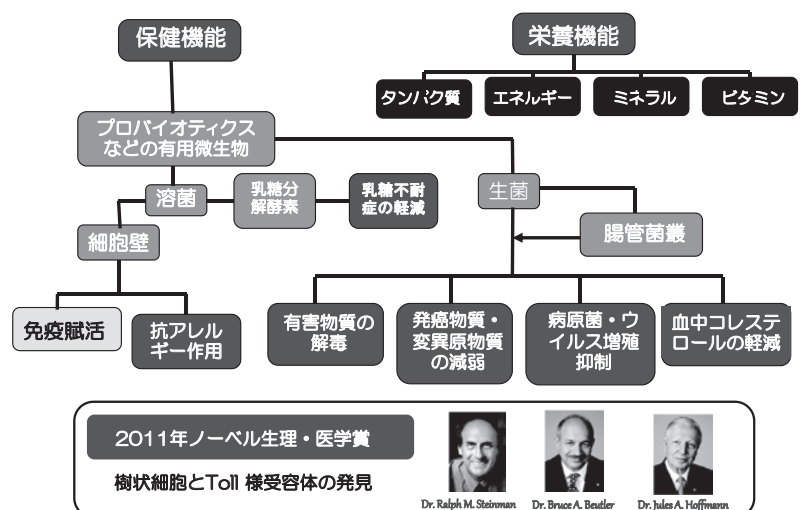 保健機能
栄養機能
タンパク質
エネルギー
ミネラル
ビタミン
プロバイオティクス
などの有用微生物
溶菌
乳糖分
解酵素
乳糖不耐
症の軽減
生菌
細胞壁
腸管菌叢
免疫賦活
抗アレル
ギー作用
有害物質の
解毒
発癌物質・
変異原物質
の減弱
病原菌・ウ
イルス増殖
抑制
血中コレステ
ロールの軽減
2011年ノーベル生理・医学賞
樹状細胞とToll 様受容体の発見
Dr. Ralph M. Steinman
Dr. Bruce A. Beutler
Dr. Jules A. Hoffmann